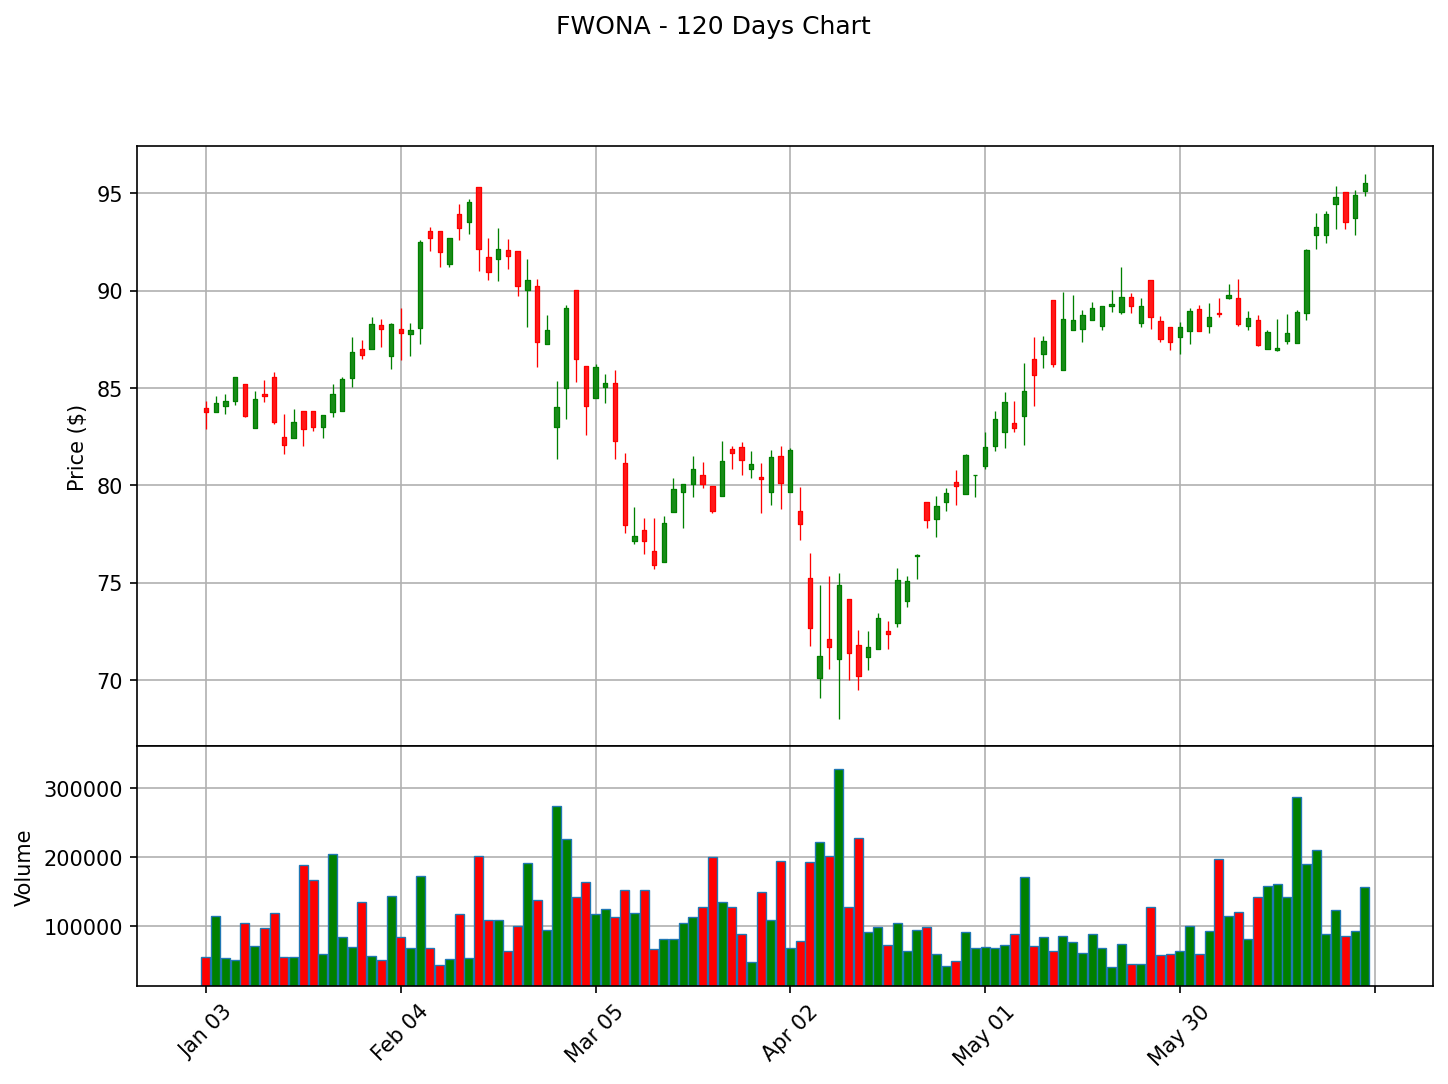 FWONA - 120 Days Chart
Price ($)
95
90
85
80
75
70
Volume
300000
200000
100000
Jan 03
Feb 04
Mar 05
Apr 02
May 01
May 30